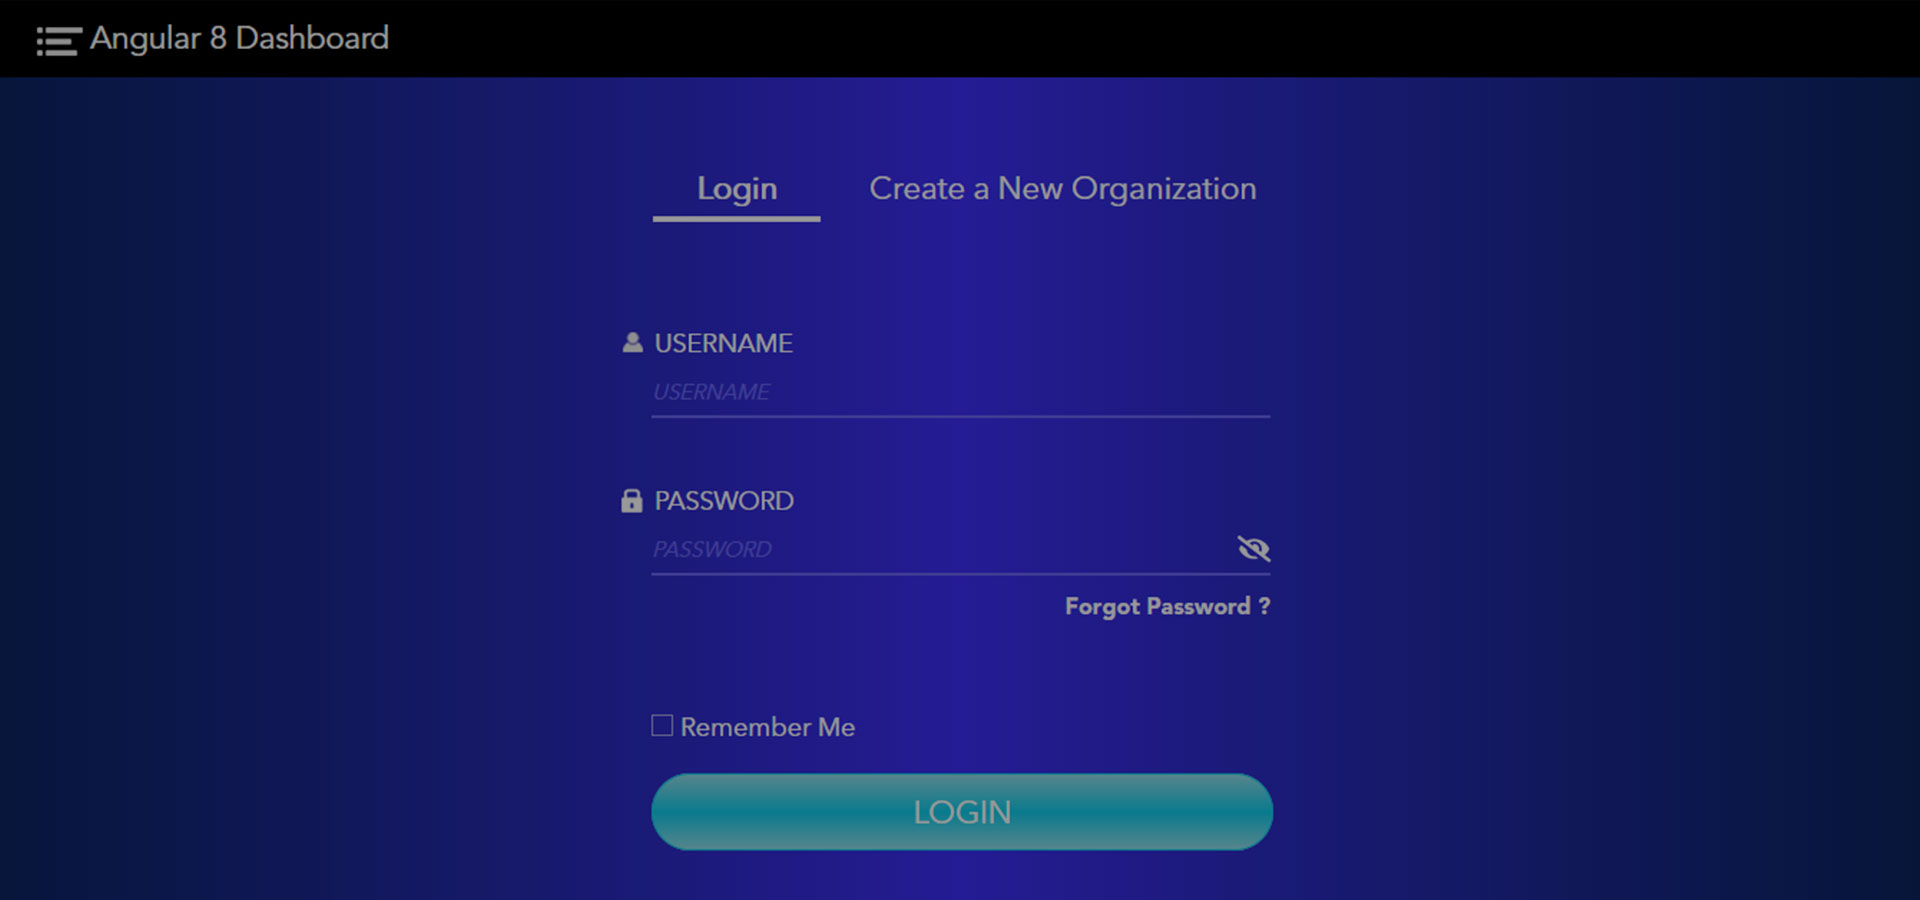 Angular 8 Dashboard
Login
Create a New Organization
USERNAME
USERNAME
PASSWORD
PASSWORD
Forgot Password ?
Remember Me
LOGIN